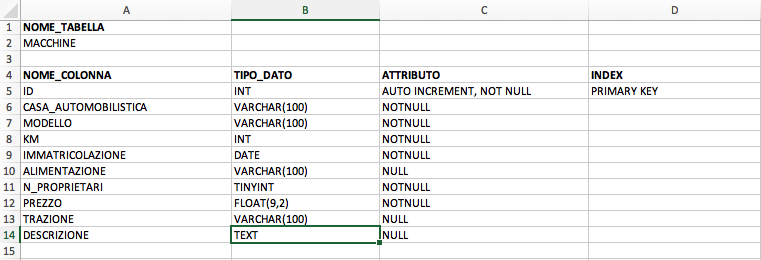 A B C D
1 NOME_TABELLA
2 MACCHINE
3
4 NOME_COLONNA TIPO_DATO ATTRIBUTO INDEX
5 ID INT AUTO INCREMENT, NOT NULL PRIMARY KEY
6 CASA_AUTOMOBILISTICA VARCHAR(100) NOTNULL
7 MODELLO VARCHAR(100) NOTNULL
8 KM INT NOTNULL
9 IMMATRICOLAZIONE DATE NOTNULL
10 ALIMENTAZIONE VARCHAR(100) NULL
11 N_PROPRIETARI TINYINT NOTNULL
12 PREZZO FLOAT(9,2) NOTNULL
13 TRAZIONE VARCHAR(100) NULL
14 DESCRIZIONE TEXT NULL
15